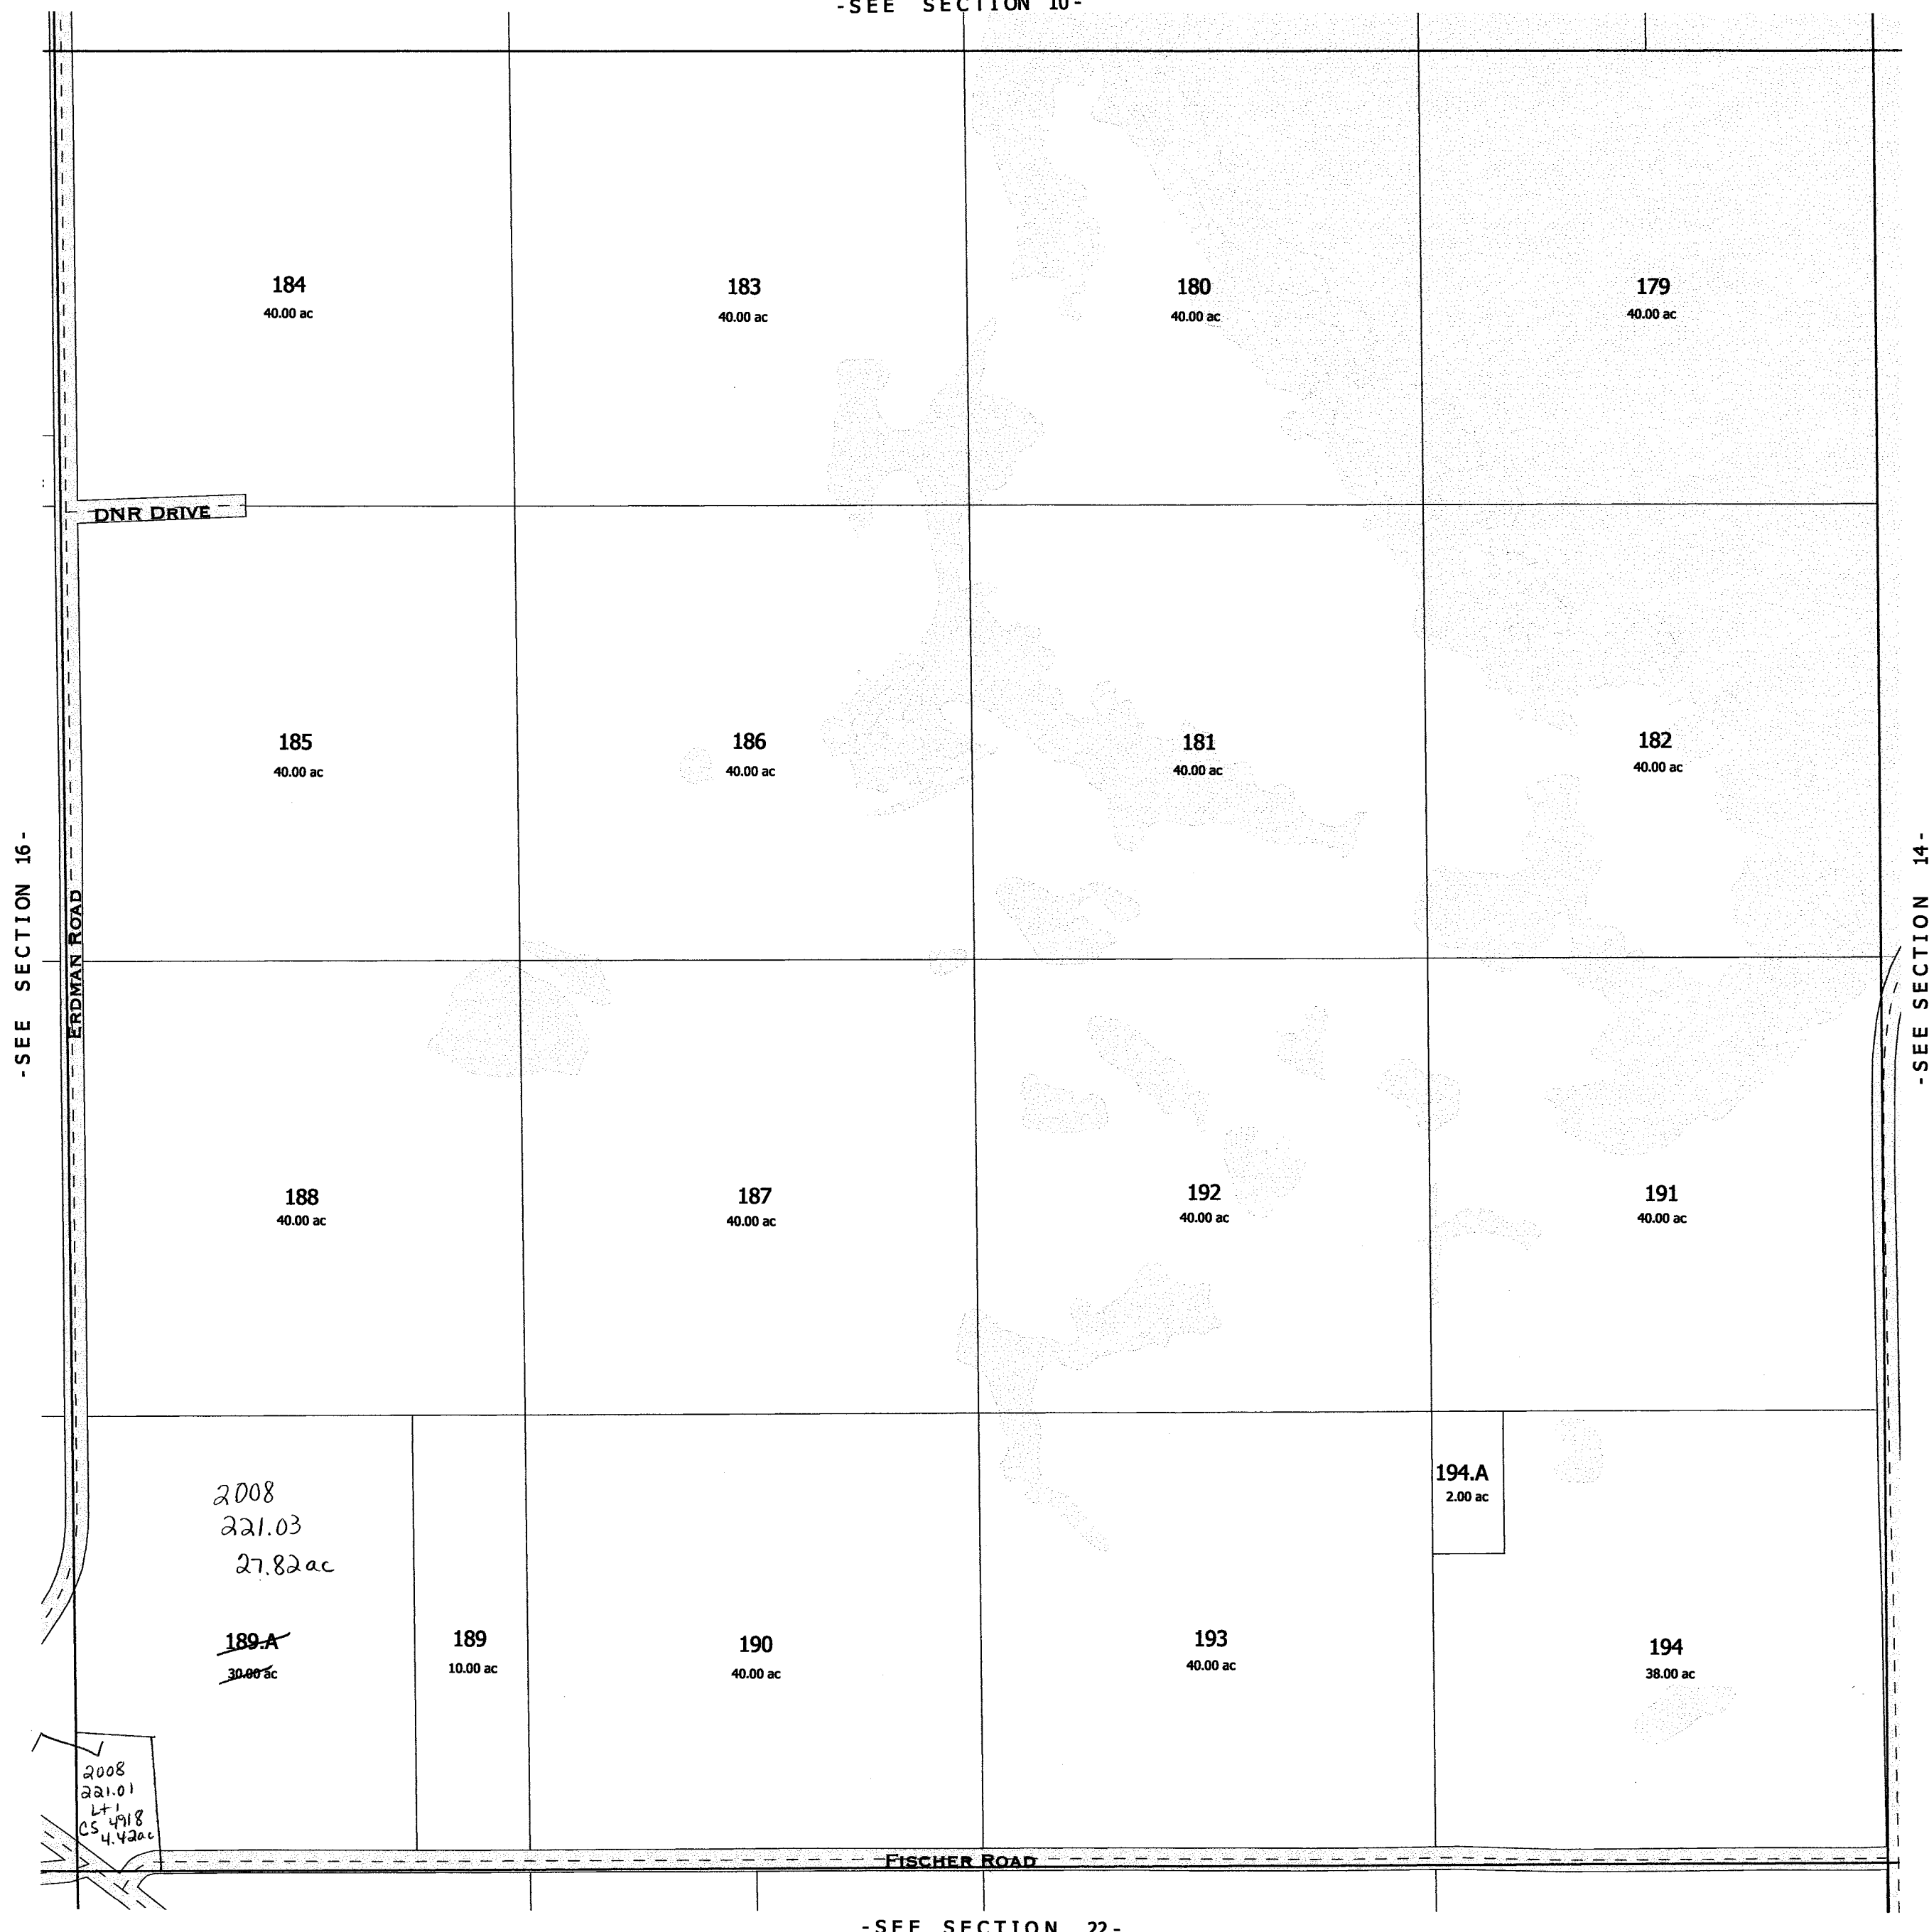 -SEE SECTION 10-
184
40.00 ac
183
40.00 ac
180
40.00 ac
179
40.00 ac
DNR DRIVE
185
40.00 ac
186
40.00 ac
181
40.00 ac
182
40.00 ac
-SEE SECTION 16-
ERDMAN ROAD
-SEE SECTION 14-
188
40.00 ac
187
40.00 ac
192
40.00 ac
191
40.00 ac
2008
221.03
27.82 ac
189.A
30.00 ac
189
10.00 ac
190
40.00 ac
193
40.00 ac
194.A
2.00 ac
194
38.00 ac
2008
221.01
Lt 1
CS 4918
4.42ac
FISCHER ROAD
-SEE SECTION 22-